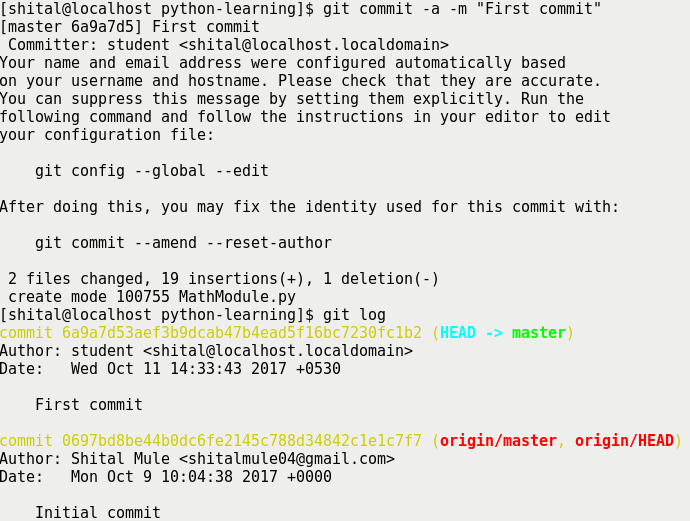 [shital@localhost python-learning]$ git commit -a -m "First commit"
[master 6a9a7d5] First commit
 Committer: student <shital@localhost.localdomain>
Your name and email address were configured automatically based
on your username and hostname. Please check that they are accurate.
You can suppress this message by setting them explicitly. Run the
following command and follow the instructions in your editor to edit
your configuration file:

    git config --global --edit

After doing this, you may fix the identity used for this commit with:

    git commit --amend --reset-author

 2 files changed, 19 insertions(+), 1 deletion(-)
 create mode 100755 MathModule.py
[shital@localhost python-learning]$ git log
commit 6a9a7d53aef3b9dcab47b4ead5f16bc7230fc1b2 (HEAD -> master)
Author: student <shital@localhost.localdomain>
Date:   Wed Oct 11 14:33:43 2017 +0530

    First commit

commit 0697bd8be44b0dc6fe2145c788d34842c1e1c7f7 (origin/master, origin/HEAD)
Author: Shital Mule <shitalmule04@gmail.com>
Date:   Mon Oct 9 10:04:38 2017 +0000

    Initial commit